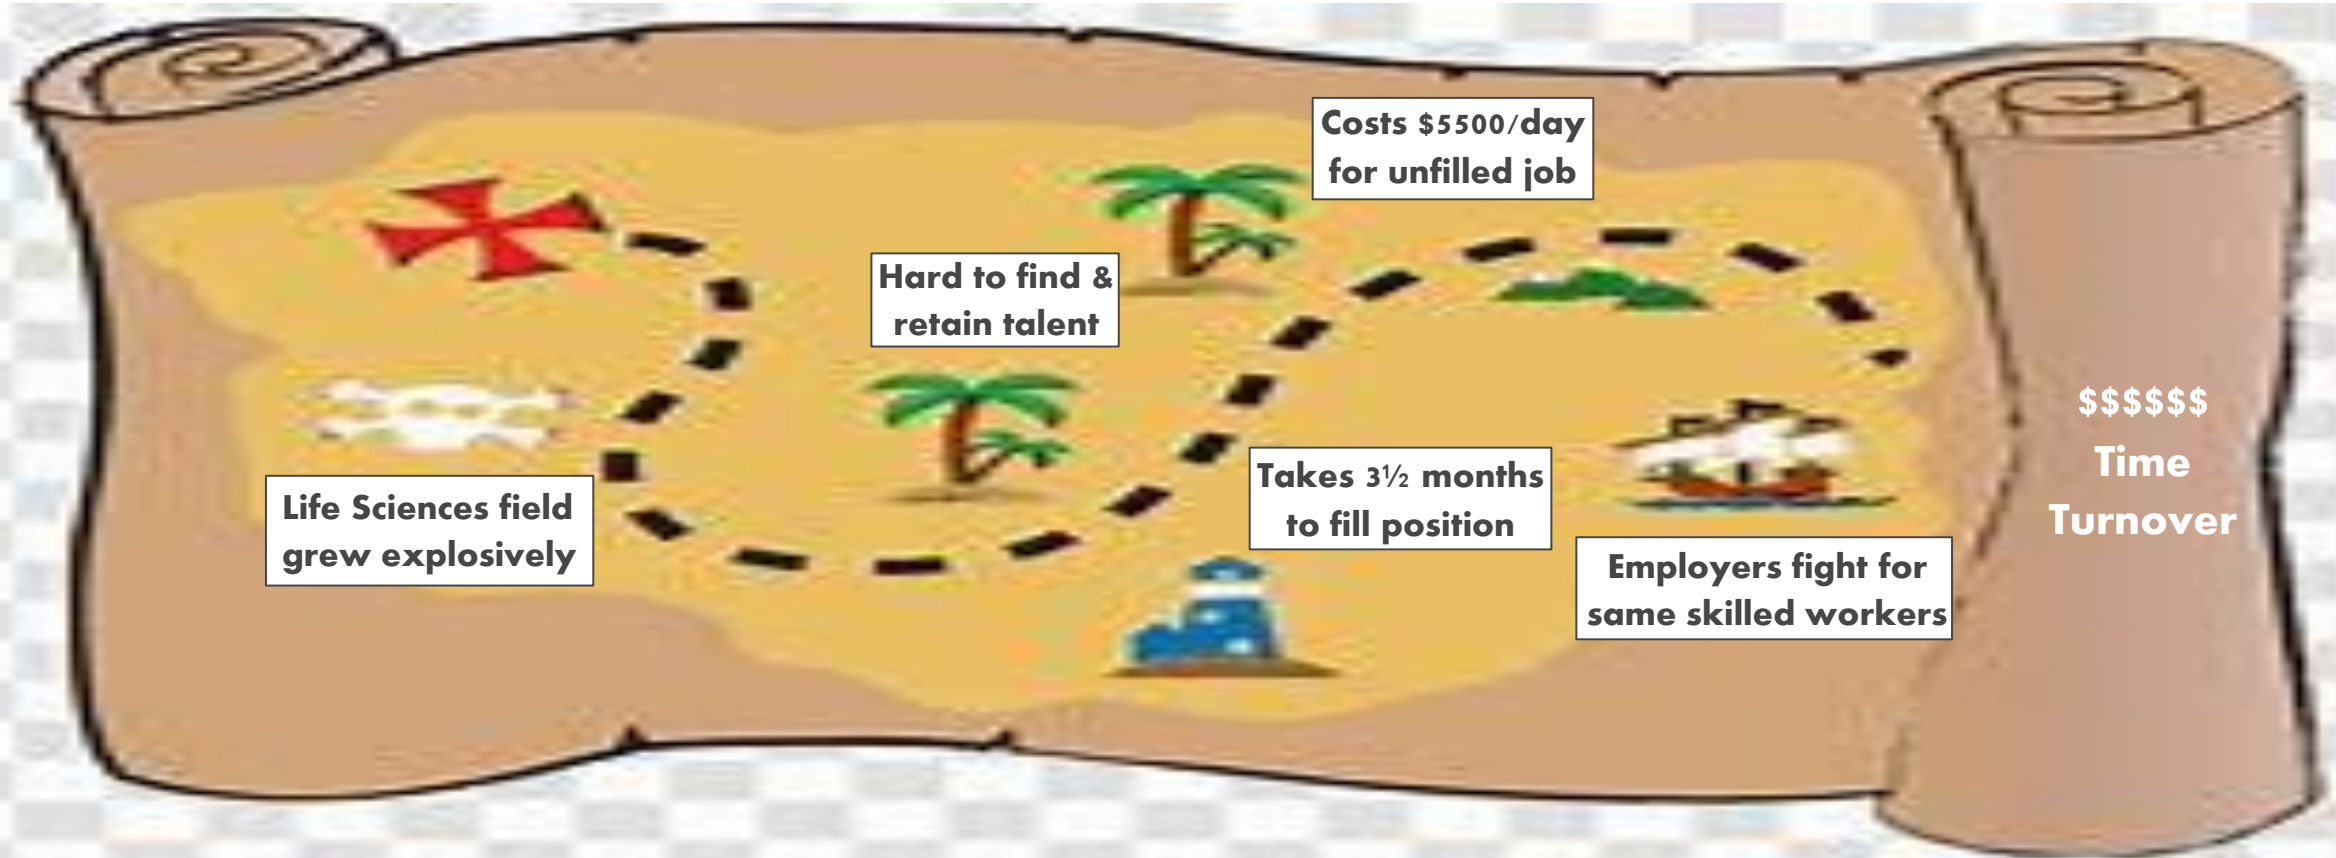 Costs $5500/day
for unfilled job
Hard to find &
retain talent
Life Sciences field
grew explosively
Takes 3½ months
to fill position
Employers fight for
same skilled workers
$$$$$$
Time
Turnover